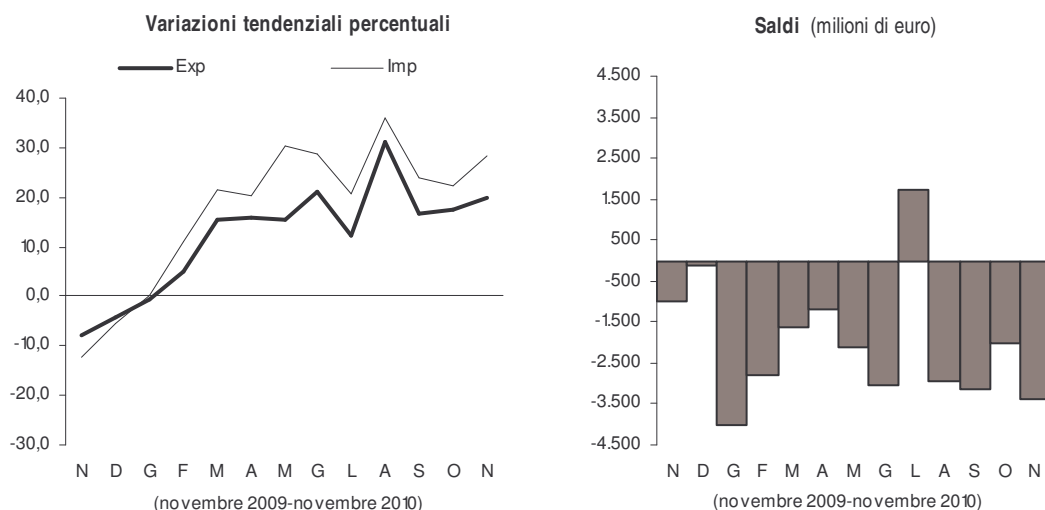 Variazioni tendenziali percentuali
Exp Imp
40,0
30,0
20,0
10,0
0,0
-10,0
-20,0
-30,0
N D G F M A M G L A S O N
(novembre 2009-novembre 2010)
Saldi (milioni di euro)
4.500
3.500
2.500
1.500
500
-500
-1.500
-2.500
-3.500
-4.500
N D G F M A M G L A S O N
(novembre 2009-novembre 2010)